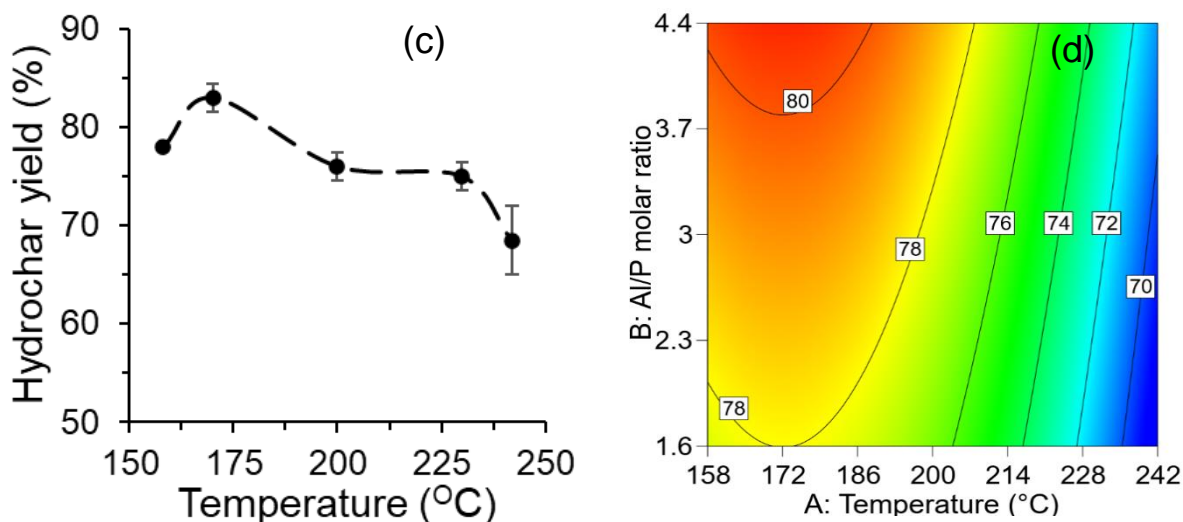 (c)
Hydrochar yield (%)
90
80
70
60
50
150 175 200 225 250
Temperature (ᴼC)
(d)
B: Al/P molar ratio
4.4
3.7
3
2.3
1.6
80
78
76
74
72
70
78
158 172 186 200 214 228 242
A: Temperature (°C)